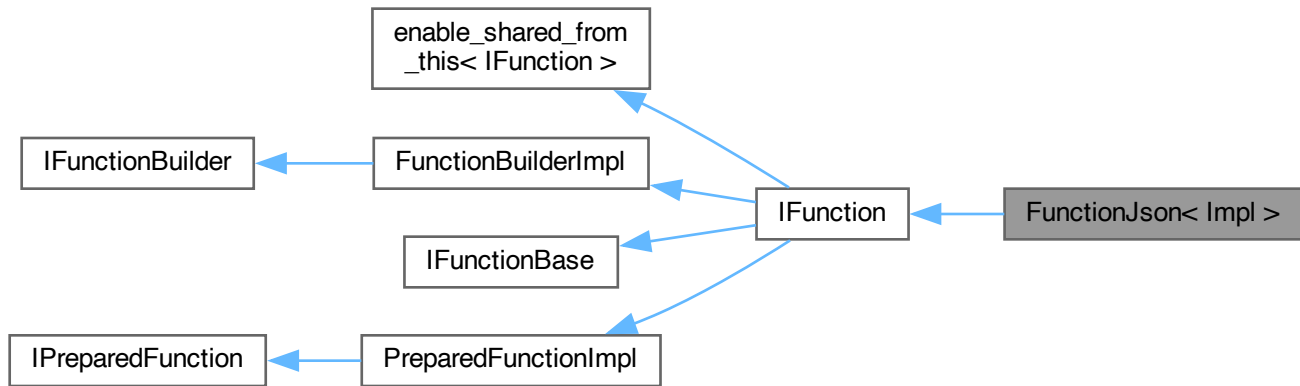 enable_shared_from
_this< IFunction >
IFunctionBuilder
FunctionBuilderImpl
IFunction
FunctionJson< Impl >
IFunctionBase
IPreparedFunction
PreparedFunctionImpl